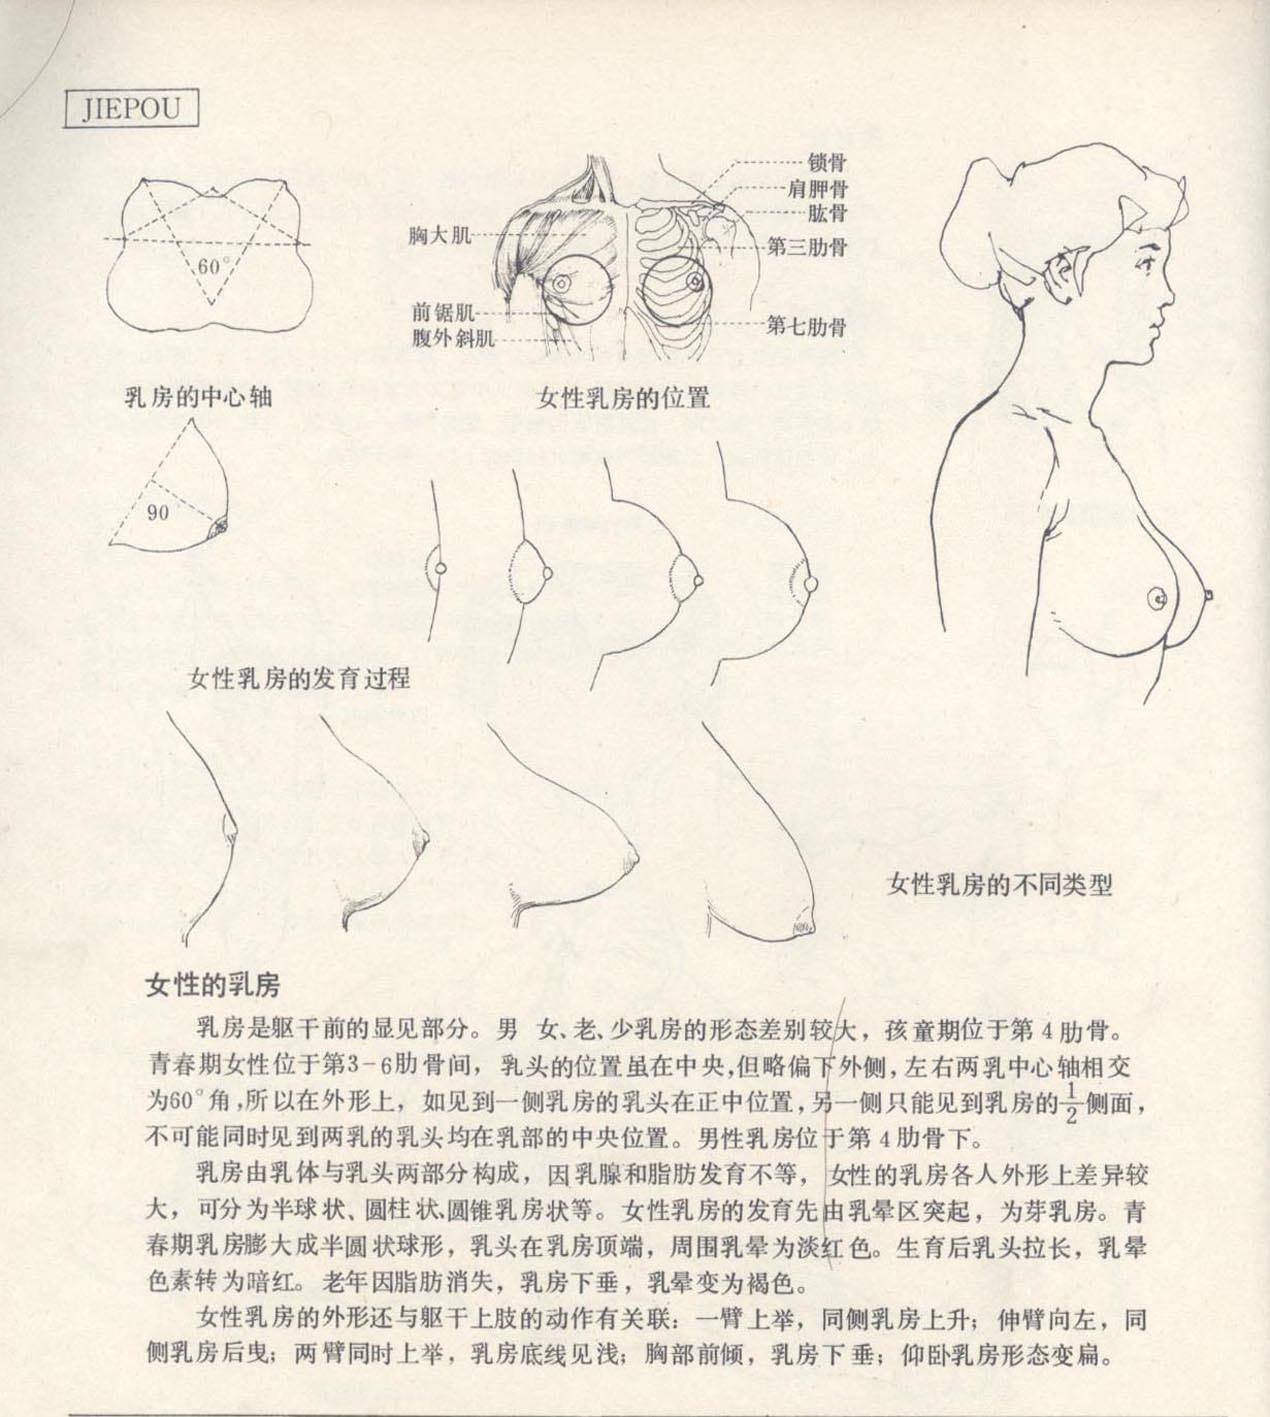 JIEPOU
60°
乳房的中心轴
锁骨
肩胛骨
肱骨
胸大肌
第三肋骨
前锯肌
第七肋骨
腹外斜肌
女性乳房的位置
90°
女性乳房的发育过程
女性乳房的不同类型
女性的乳房
乳房是躯干前的显见部分。男 女、老、少乳房的形态差别较大，孩童期位于第4肋骨。
青春期女性位于第3-6肋骨间，乳头的位置虽在中央，但略偏下外侧，左右两乳中心轴相交
为60°角，所以在外形上，如见到一侧乳房的乳头在正中位置，另一侧只能见到乳房的1/2侧面，
不可能同时见到两乳的乳头均在乳部的中央位置。男性乳房位于第4肋骨下。
乳房由乳体与乳头两部分构成，因乳腺和脂肪发育不等，女性的乳房各人外形上差异较
大，可分为半球状、圆柱状、圆锥乳房状等。女性乳房的发育先由乳晕区突起，为芽乳房。青
春期乳房膨大成半圆状球形，乳头在乳房顶端，周围乳晕为淡红色。生育后乳头拉长，乳晕
色素转为暗红。老年因脂肪消失，乳房下垂，乳晕变为褐色。
女性乳房的外形还与躯干上肢的动作有关联：一臂上举，同侧乳房上升；伸臂向左，同
侧乳房后曳；两臂同时上举，乳房底线见浅；胸部前倾，乳房下垂；仰卧乳房形态变扁。